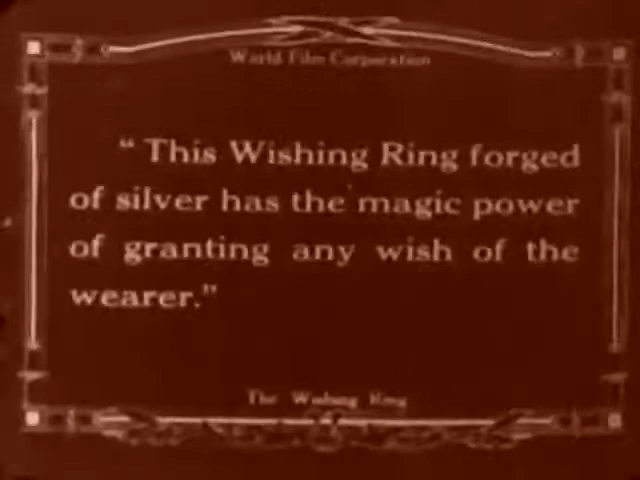 World Film Corporation
“ This Wishing Ring forged
of silver has the magic power
of granting any wish of the
wearer.”
The Wishing Ring